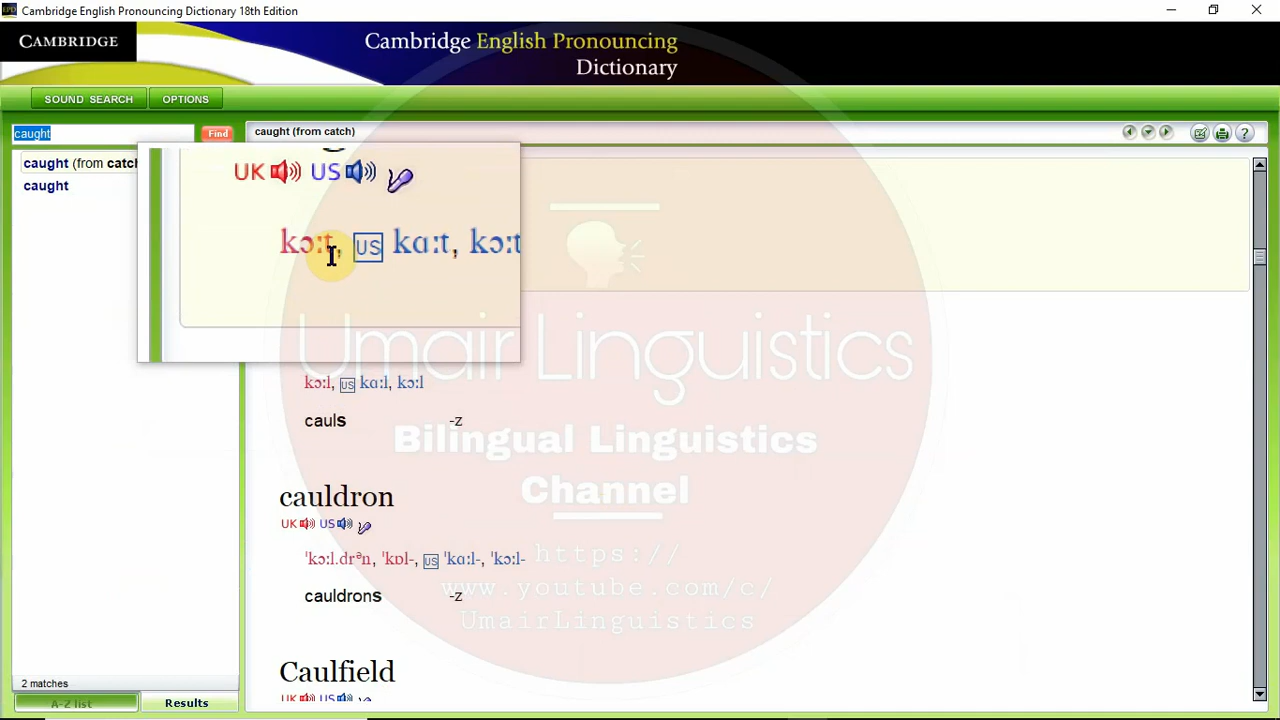 Cambridge English Pronouncing Dictionary 18th Edition
CAMBRIDGE
Cambridge English Pronouncing
Dictionary
SOUND SEARCH
OPTIONS
caught
Find
caught (from catch)
caught (from catch
caught
UK US
kɔːt, US kɑːt, kɔːt
kɔːl, US kɑːl, kɔːl
cauls -z
cauldron
UK US
ˈkɔːl.drᵊn, ˈkɒl-, US ˈkɑːl-, ˈkɔːl-
cauldrons -z
Caulfield
UK US
Umair Linguistics
Bilingual Linguistics
Channel
https://
www.youtube.com/c/
UmairLinguistics
2 matches
A-Z list
Results